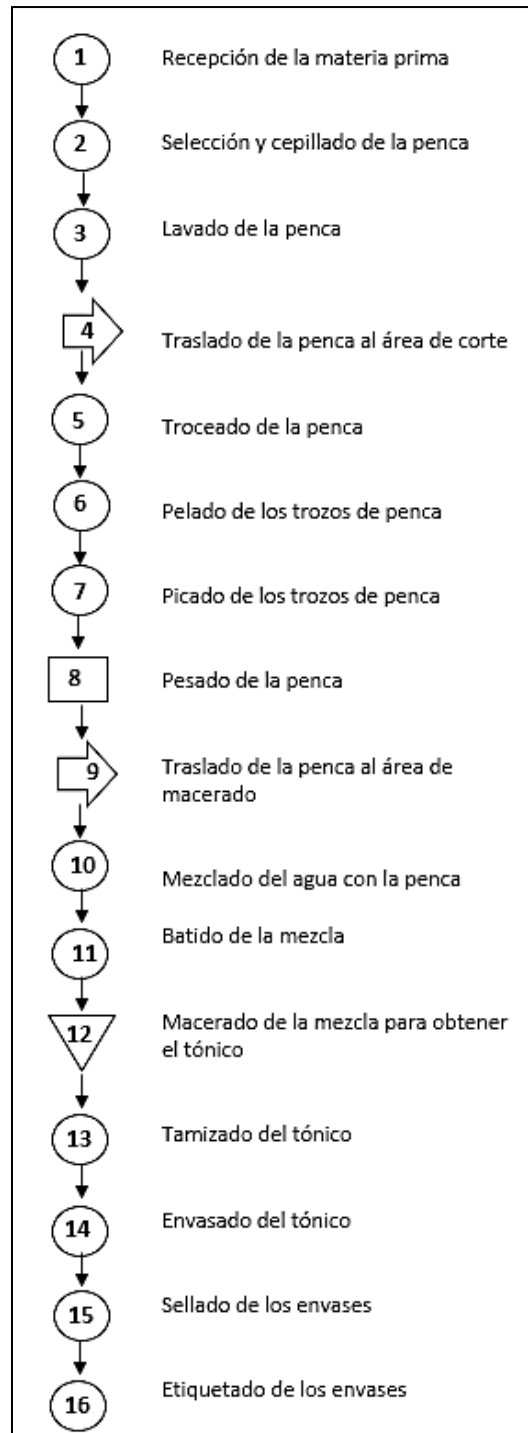 1 Recepción de la materia prima
2 Selección y cepillado de la penca
3 Lavado de la penca
4 Traslado de la penca al área de corte
5 Troceado de la penca
6 Pelado de los trozos de penca
7 Picado de los trozos de penca
8 Pesado de la penca
9 Traslado de la penca al área de
macerado
10 Mezclado del agua con la penca
11 Batido de la mezcla
12 Macerado de la mezcla para obtener
el tónico
13 Tamizado del tónico
14 Envasado del tónico
15 Sellado de los envases
16 Etiquetado de los envases